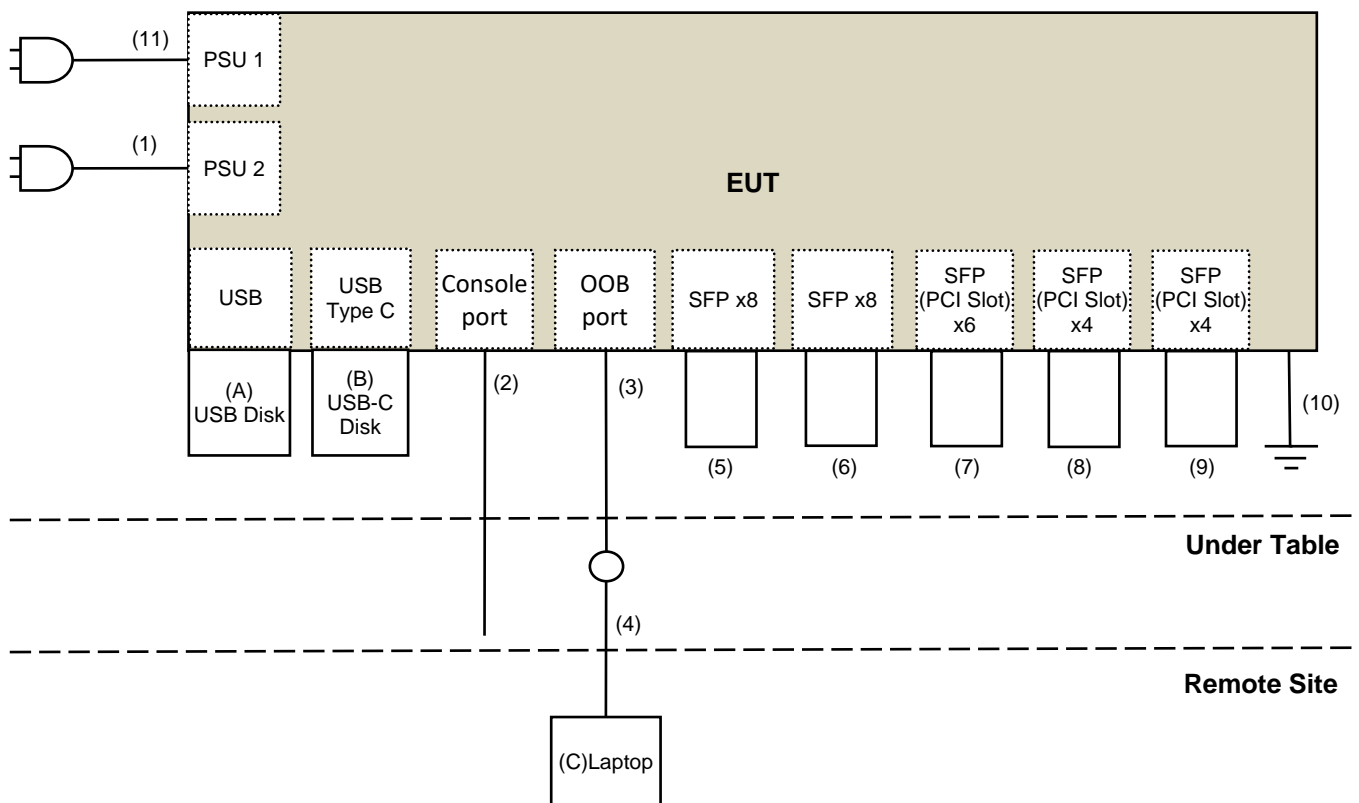 (11)
PSU 1
(1)
PSU 2
EUT
USB
USB
Type C
Console
port
OOB
port
SFP x8
SFP x8
SFP
(PCI Slot)
x6
SFP
(PCI Slot)
x4
SFP
(PCI Slot)
x4
(A)
USB Disk
(B)
USB-C
Disk
(2)
(3)
(5)
(6)
(7)
(8)
(9)
(10)
Under Table
(4)
Remote Site
(C)Laptop